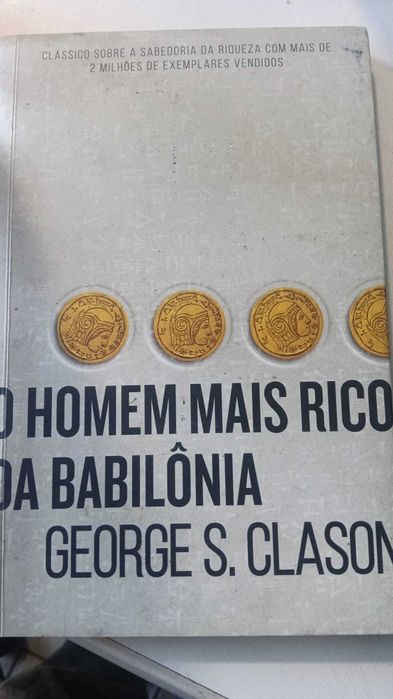 CLÁSSICO SOBRE A SABEDORIA DA RIQUEZA COM MAIS DE
2 MILHÕES DE EXEMPLARES VENDIDOS
O HOMEM MAIS RICO
DA BABILÔNIA
GEORGE S. CLASON